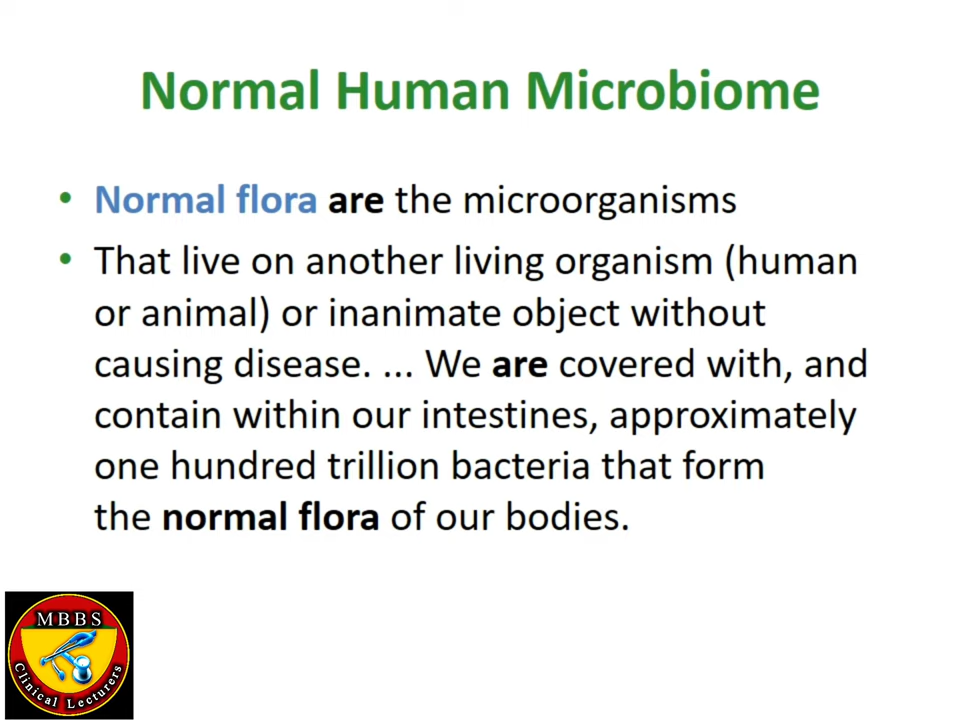 Normal Human Microbiome
• Normal flora are the microorganisms
• That live on another living organism (human
or animal) or inanimate object without
causing disease. ... We are covered with, and
contain within our intestines, approximately
one hundred trillion bacteria that form
the normal flora of our bodies.
MBBS
Clinical Lecturers